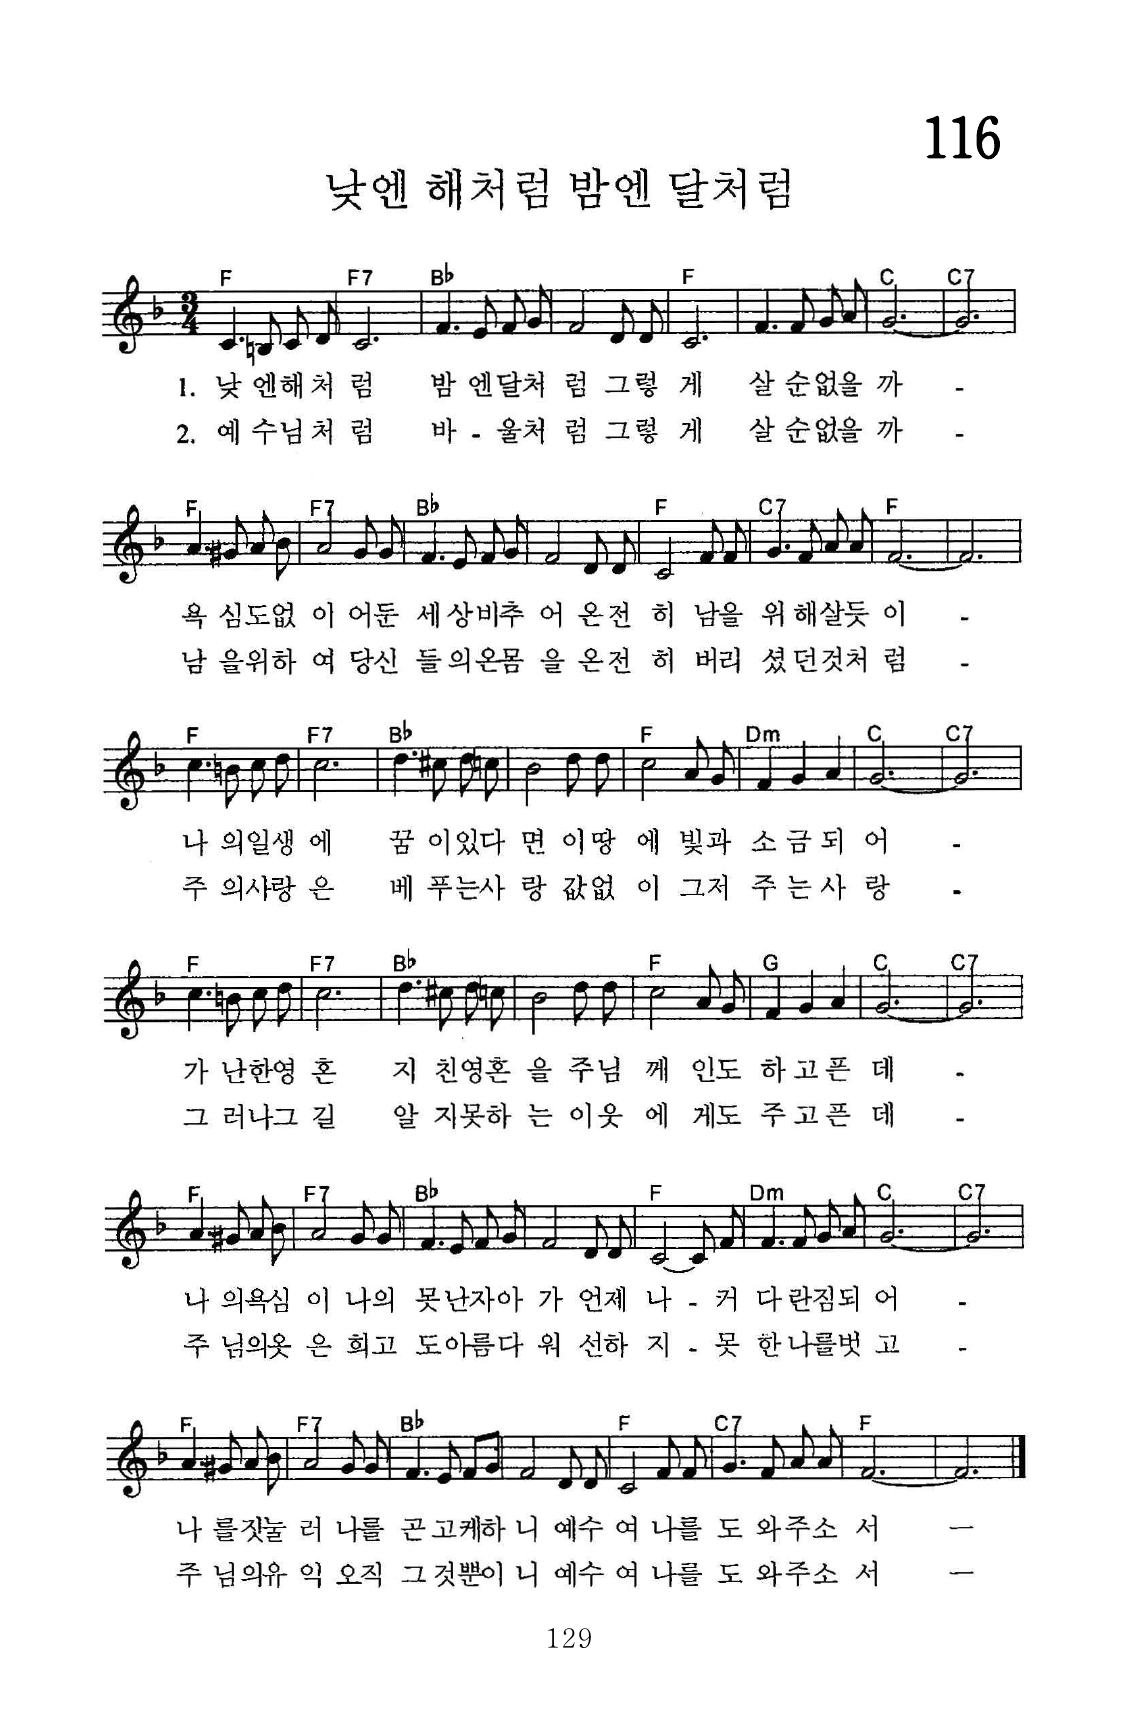 116
낮엔 해처럼 밤엔 달처럼
F F7 B♭ F C C7
3/4
1. 낮 엔해 처 럼 밤 엔달처 럼 그렇 게 살 순없을 까 -
2. 예 수님 처 럼 바 - 울처 럼 그렇 게 살 순없을 까 -
F F7 B♭ F C7 F
욕 심도없 이 어둔 세 상비추 어 온전 히 남을 위 해살듯 이 -
남 을위하 여 당신 들 의온몸 을 온전 히 버리 셨 던것처 럼 -
F F7 B♭ F Dm C C7
나 의일생 에 꿈 이있다 면 이땅 에 빛과 소 금 되 어 -
주 의사랑 은 베 푸는사 랑 값없 이 그저 주 는 사 랑 -
F F7 B♭ F G C C7
가 난한영 혼 지 친영혼 을 주님 께 인도 하 고 픈 데 -
그 러나그 길 알 지못하 는 이웃 에 게도 주 고 픈 데 -
F F7 B♭ F Dm C C7
나 의욕심 이 나의 못 난자아 가 언제 나 - 커 다 란짐되 어 -
주 님의옷 은 희고 도 아름다 워 선하 지 - 못 한 나를벗 고 -
F F7 B♭ F C7 F
나 를짓눌 러 나를 곤 고케하 니 예수 여 나를 도 와주소 서 ㅡ
주 님의유 익 오직 그 것뿐이 니 예수 여 나를 도 와주소 서 ㅡ
129